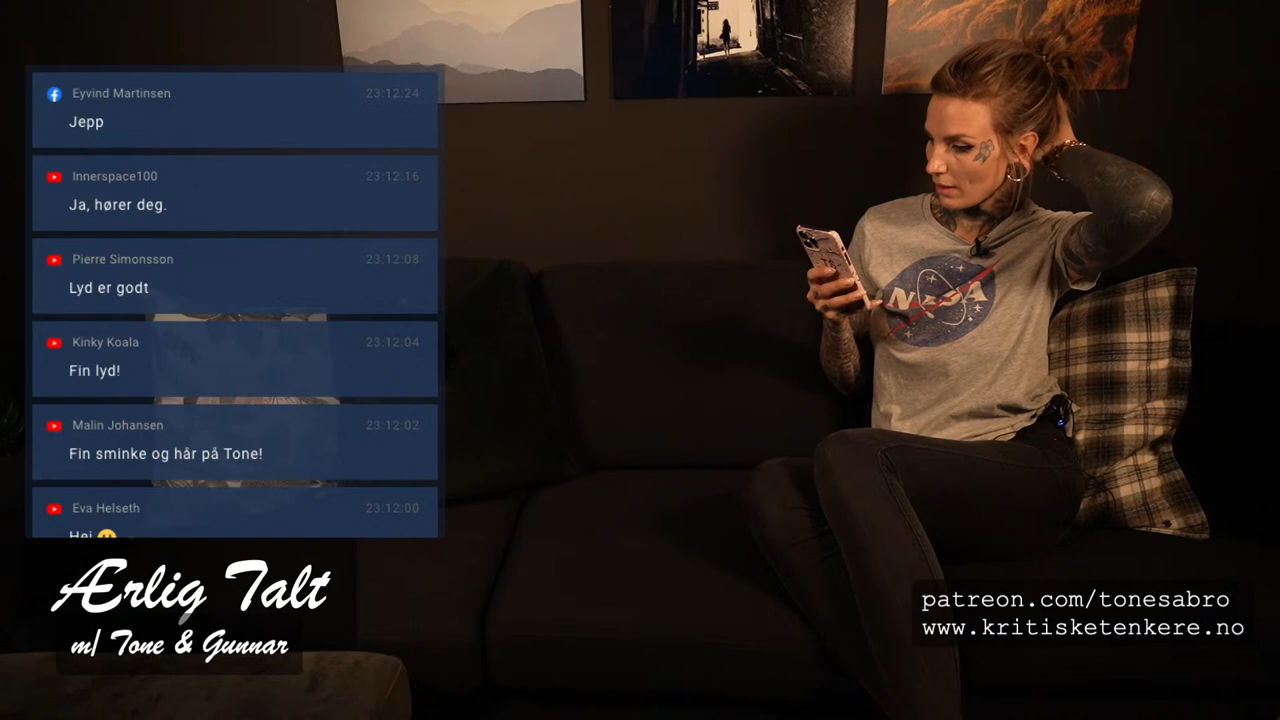 Eyvind Martinsen 23:12:24
Jepp
Innerspace100 23:12:16
Ja, hører deg.
Pierre Simonsson 23:12:08
Lyd er godt
Kinky Koala 23:12:04
Fin lyd!
Malin Johansen 23:12:02
Fin sminke og hår på Tone!
Eva Helseth 23:12:00
Hei
NASA
Ærlig Talt
m/ Tone & Gunnar
patreon.com/tonesabro
www.kritisketenkere.no